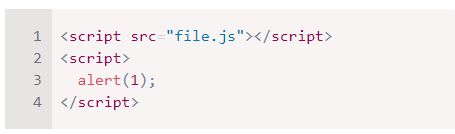 1 <script src="file.js"></script>
2 <script>
3   alert(1);
4 </script>